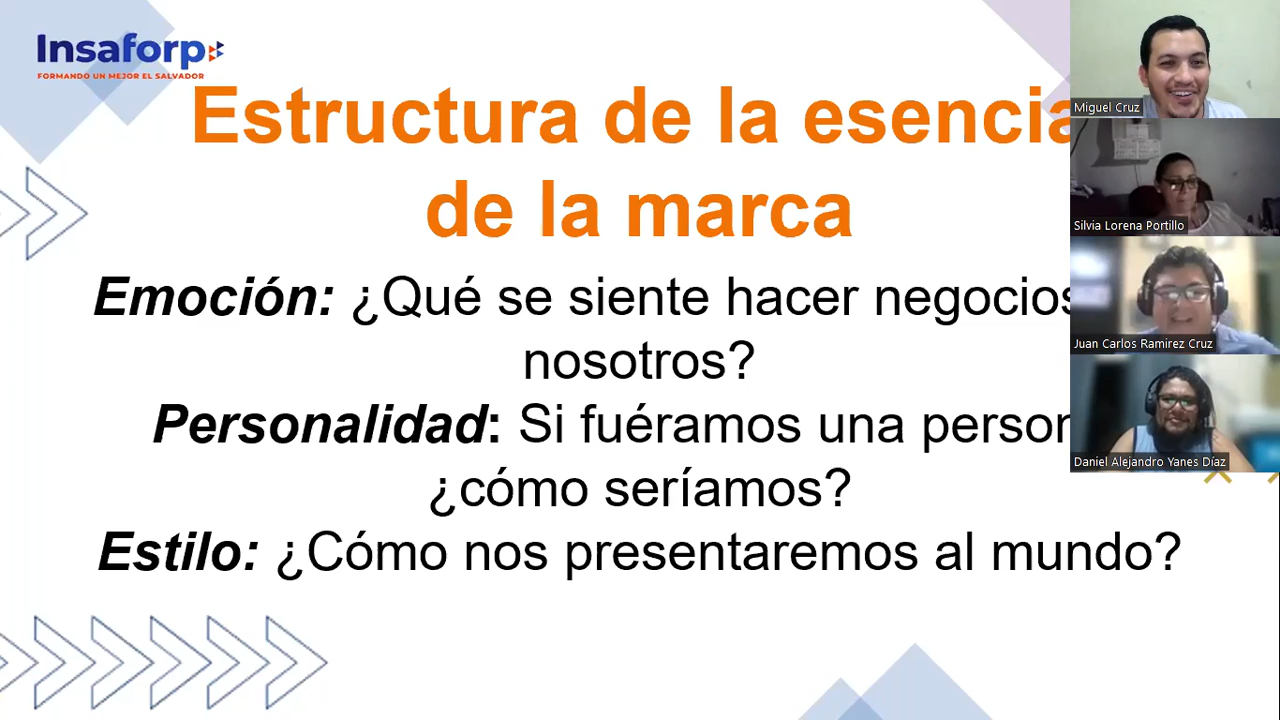 Insaforp
FORMANDO UN MEJOR EL SALVADOR
Estructura de la esencia
de la marca
Emoción: ¿Qué se siente hacer negocios
nosotros?
Personalidad: Si fuéramos una person
¿cómo seríamos?
Estilo: ¿Cómo nos presentaremos al mundo?
Miguel Cruz
Silvia Lorena Portillo
Juan Carlos Ramirez Cruz
Daniel Alejandro Yanes Díaz